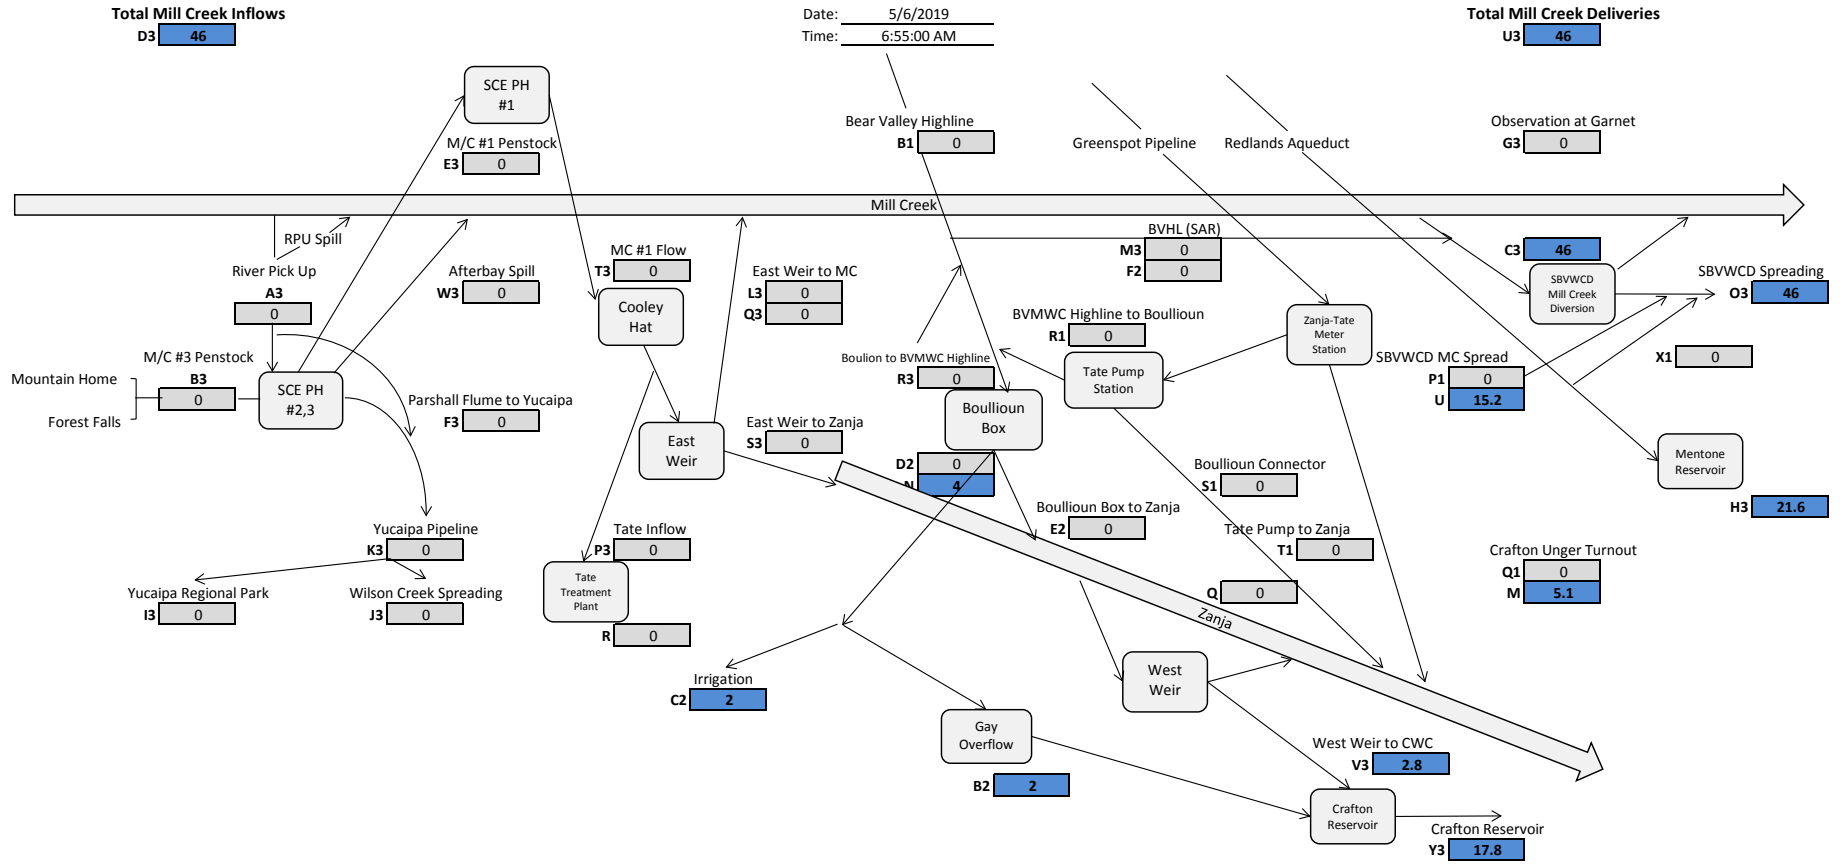 Total Mill Creek Inflows
D3 46
Date: 5/6/2019
Time: 6:55:00 AM
Total Mill Creek Deliveries
U3 46
SCE PH
#1
M/C #1 Penstock
E3 0
Bear Valley Highline
B1 0
Greenspot Pipeline
Redlands Aqueduct
Observation at Garnet
G3 0
Mill Creek
RPU Spill
River Pick Up
A3
0
Afterbay Spill
W3 0
MC #1 Flow
T3 0
Cooley
Hat
East Weir to MC
L3 0
Q3 0
BVHL (SAR)
M3 0
F2 0
C3 46
SBVWCD
Mill Creek
Diversion
SBVWCD Spreading
O3 46
BVMWC Highline to Boullioun
R1 0
Zanja-Tate
Meter
Station
M/C #3 Penstock
B3
0
Mountain Home
Forest Falls
SCE PH
#2,3
Parshall Flume to Yucaipa
F3 0
Boulion to BVMWC Highline
R3 0
Tate Pump
Station
SBVWCD MC Spread
P1 0
U 15.2
X1 0
East
Weir
East Weir to Zanja
S3 0
Boullioun
Box
D2 0
N 4
Boullioun Connector
S1 0
Mentone
Reservoir
H3 21.6
Boullioun Box to Zanja
E2 0
Yucaipa Pipeline
K3 0
Tate Inflow
P3 0
Tate Pump to Zanja
T1 0
Crafton Unger Turnout
Q1 0
M 5.1
Yucaipa Regional Park
I3 0
Wilson Creek Spreading
J3 0
Tate
Treatment
Plant
R 0
Q 0
Zanja
Irrigation
C2 2
West
Weir
Gay
Overflow
B2 2
West Weir to CWC
V3 2.8
Crafton
Reservoir
Crafton Reservoir
Y3 17.8